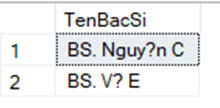 TenBacSi
1 BS. Nguy?n C
2 BS. V? E